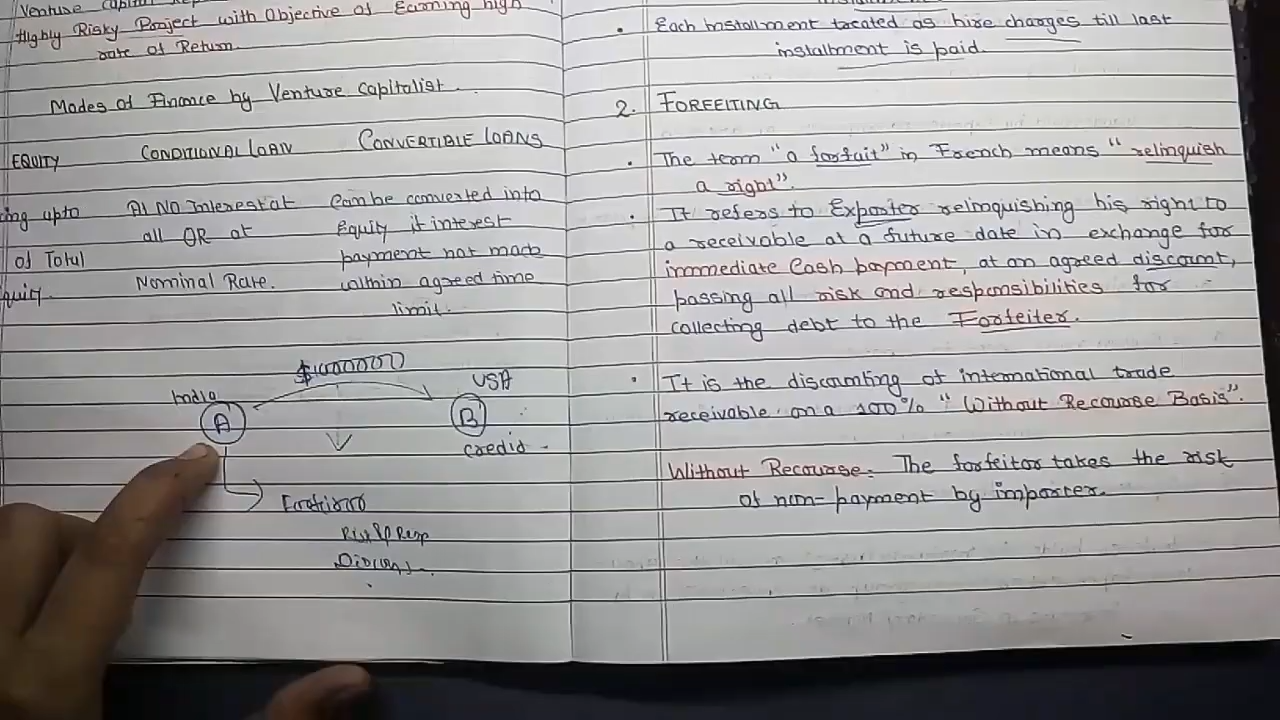 Venture Capital
Highly Risky Project with Objective of Earning high
rate of Return.
Modes of Finance by Venture Capitalist.
EQUITY
CONDITIONAL LOAN
CONVERTIBLE LOANS
ing upto
of Total
quity.
At No Interest at
all OR at
Nominal Rate.
Can be converted into
Equity if interest
payment not made
within agreed time
limit.
India
A
USA
B
Credit
Risk & Resp
Each Installment treated as hire charges till last
installment is paid.
2. FORFEITING
The term "a forfait" in French means "relinquish
a right".
It refers to Exporter relinquishing his right to
a receivable at a future date in exchange for
immediate Cash payment, at an agreed discount,
passing all risk and responsibilities for
collecting debt to the Forfeiter.
It is the discounting of international trade
receivable on a 100% "Without Recourse Basis".
Without Recourse: The forfeitor takes the risk
of non-payment by importer.